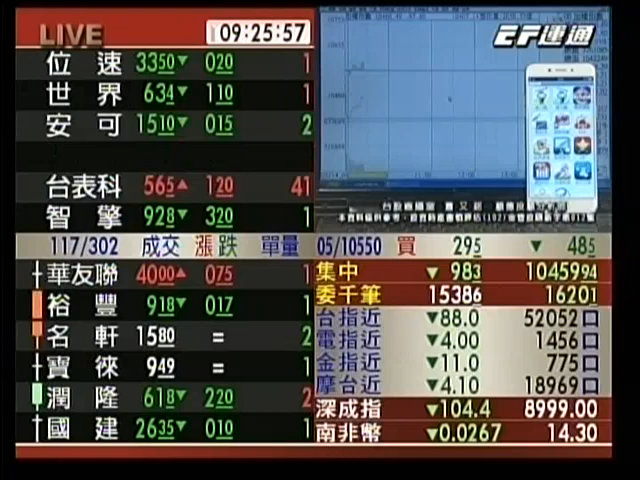 LIVE 09:25:57
EF運通
位速 3350▼ 020 1
世界 634▼ 110 1
安可 1510▼ 015 2
台表科 565▲ 120 41
智擎 928▼ 320 1
117/302 成交 漲跌 單量 05/10550 買 295 ▼ 485
華友聯 4000▲ 075 1
裕豐 918▼ 017 1
名軒 1580 = 2
寶徠 949 = 1
潤隆 618▼ 220 2
國建 2635▼ 010 1
集中 ▼ 983 1045994
委千筆 15386 16201
台指近 ▼88.0 52052口
電指近 ▼4.00 1456口
金指近 ▼11.0 775口
摩台近 ▼4.10 18969口
深成指 ▼104.4 8999.00
南非幣 ▼0.0267 14.30